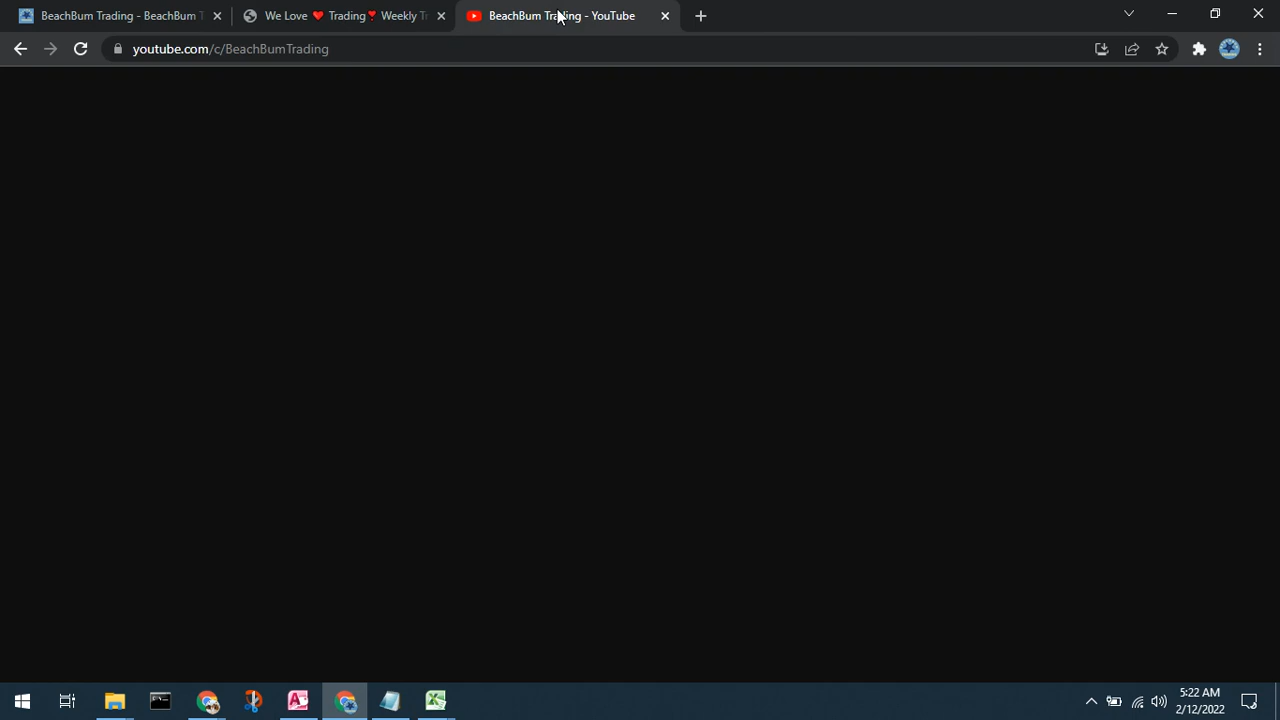 BeachBum Trading - BeachBum T
We Love ❤️ Trading❣️ Weekly Tr
BeachBum Trading - YouTube
youtube.com/c/BeachBumTrading
5:22 AM
2/12/2022